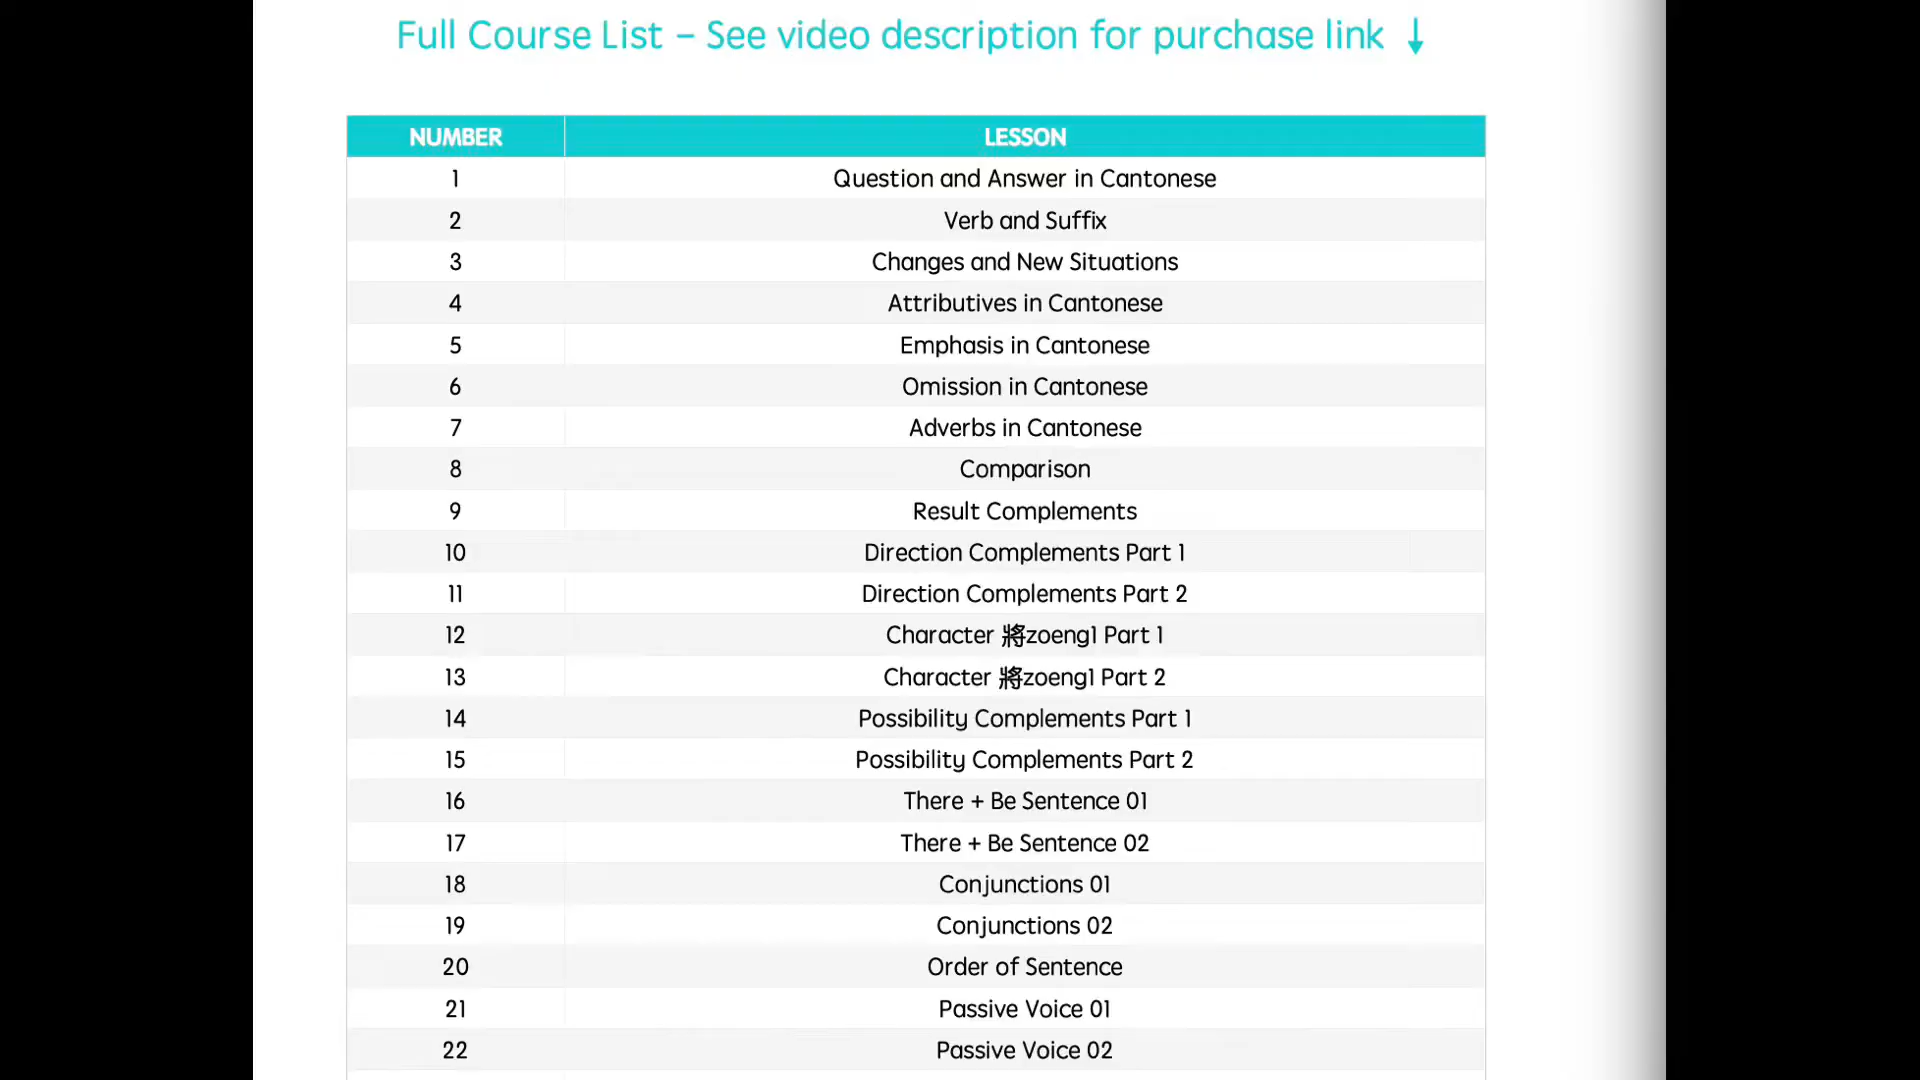 Full Course List – See video description for purchase link ↓
NUMBER LESSON
1 Question and Answer in Cantonese
2 Verb and Suffix
3 Changes and New Situations
4 Attributives in Cantonese
5 Emphasis in Cantonese
6 Omission in Cantonese
7 Adverbs in Cantonese
8 Comparison
9 Result Complements
10 Direction Complements Part 1
11 Direction Complements Part 2
12 Character 將zoeng1 Part 1
13 Character 將zoeng1 Part 2
14 Possibility Complements Part 1
15 Possibility Complements Part 2
16 There + Be Sentence 01
17 There + Be Sentence 02
18 Conjunctions 01
19 Conjunctions 02
20 Order of Sentence
21 Passive Voice 01
22 Passive Voice 02